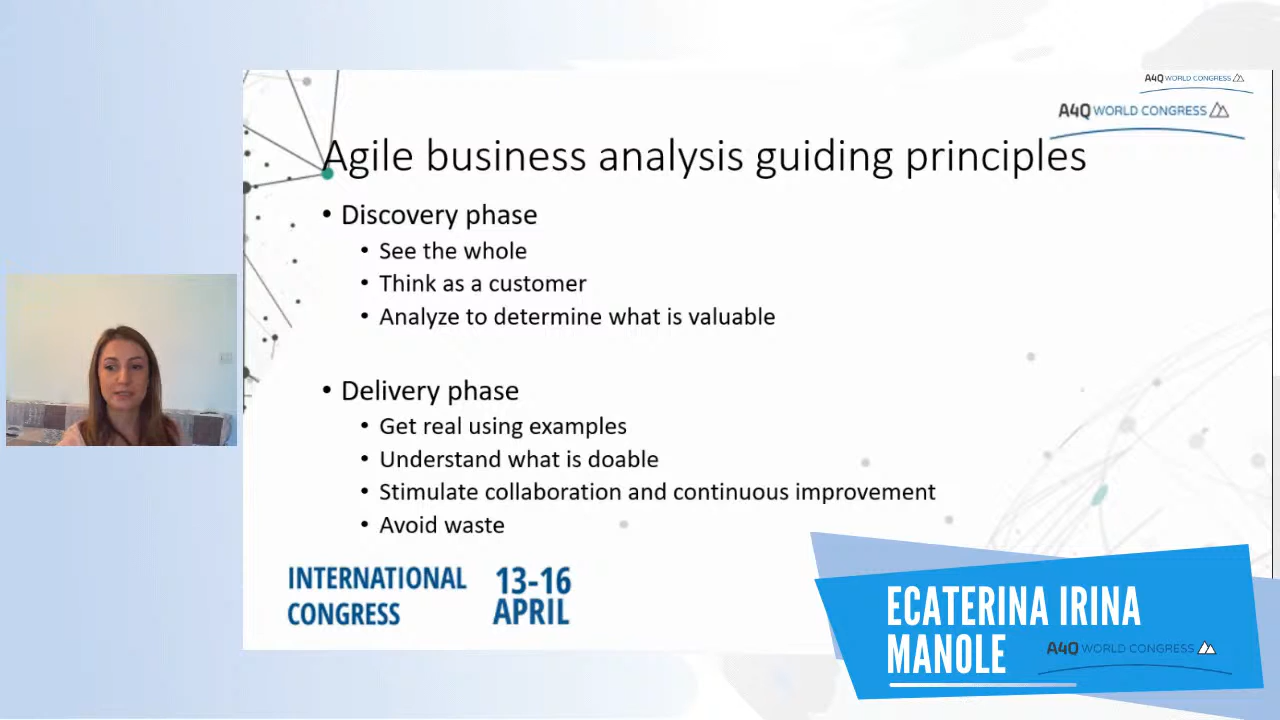 A4Q WORLD CONGRESS
A4Q WORLD CONGRESS
Agile business analysis guiding principles
• Discovery phase
• See the whole
• Think as a customer
• Analyze to determine what is valuable
• Delivery phase
• Get real using examples
• Understand what is doable
• Stimulate collaboration and continuous improvement
• Avoid waste
INTERNATIONAL
CONGRESS
13-16
APRIL
ECATERINA IRINA
MANOLE
A4Q WORLD CONGRESS